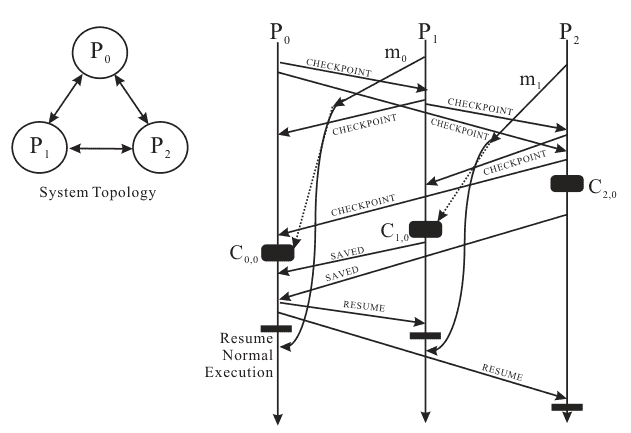 P0
P1
P2
System Topology
P0
P1
P2
m0
m1
CHECKPOINT
CHECKPOINT
CHECKPOINT
CHECKPOINT
CHECKPOINT
CHECKPOINT
C2,0
C1,0
C0,0
SAVED
SAVED
RESUME
Resume
Normal
Execution
RESUME